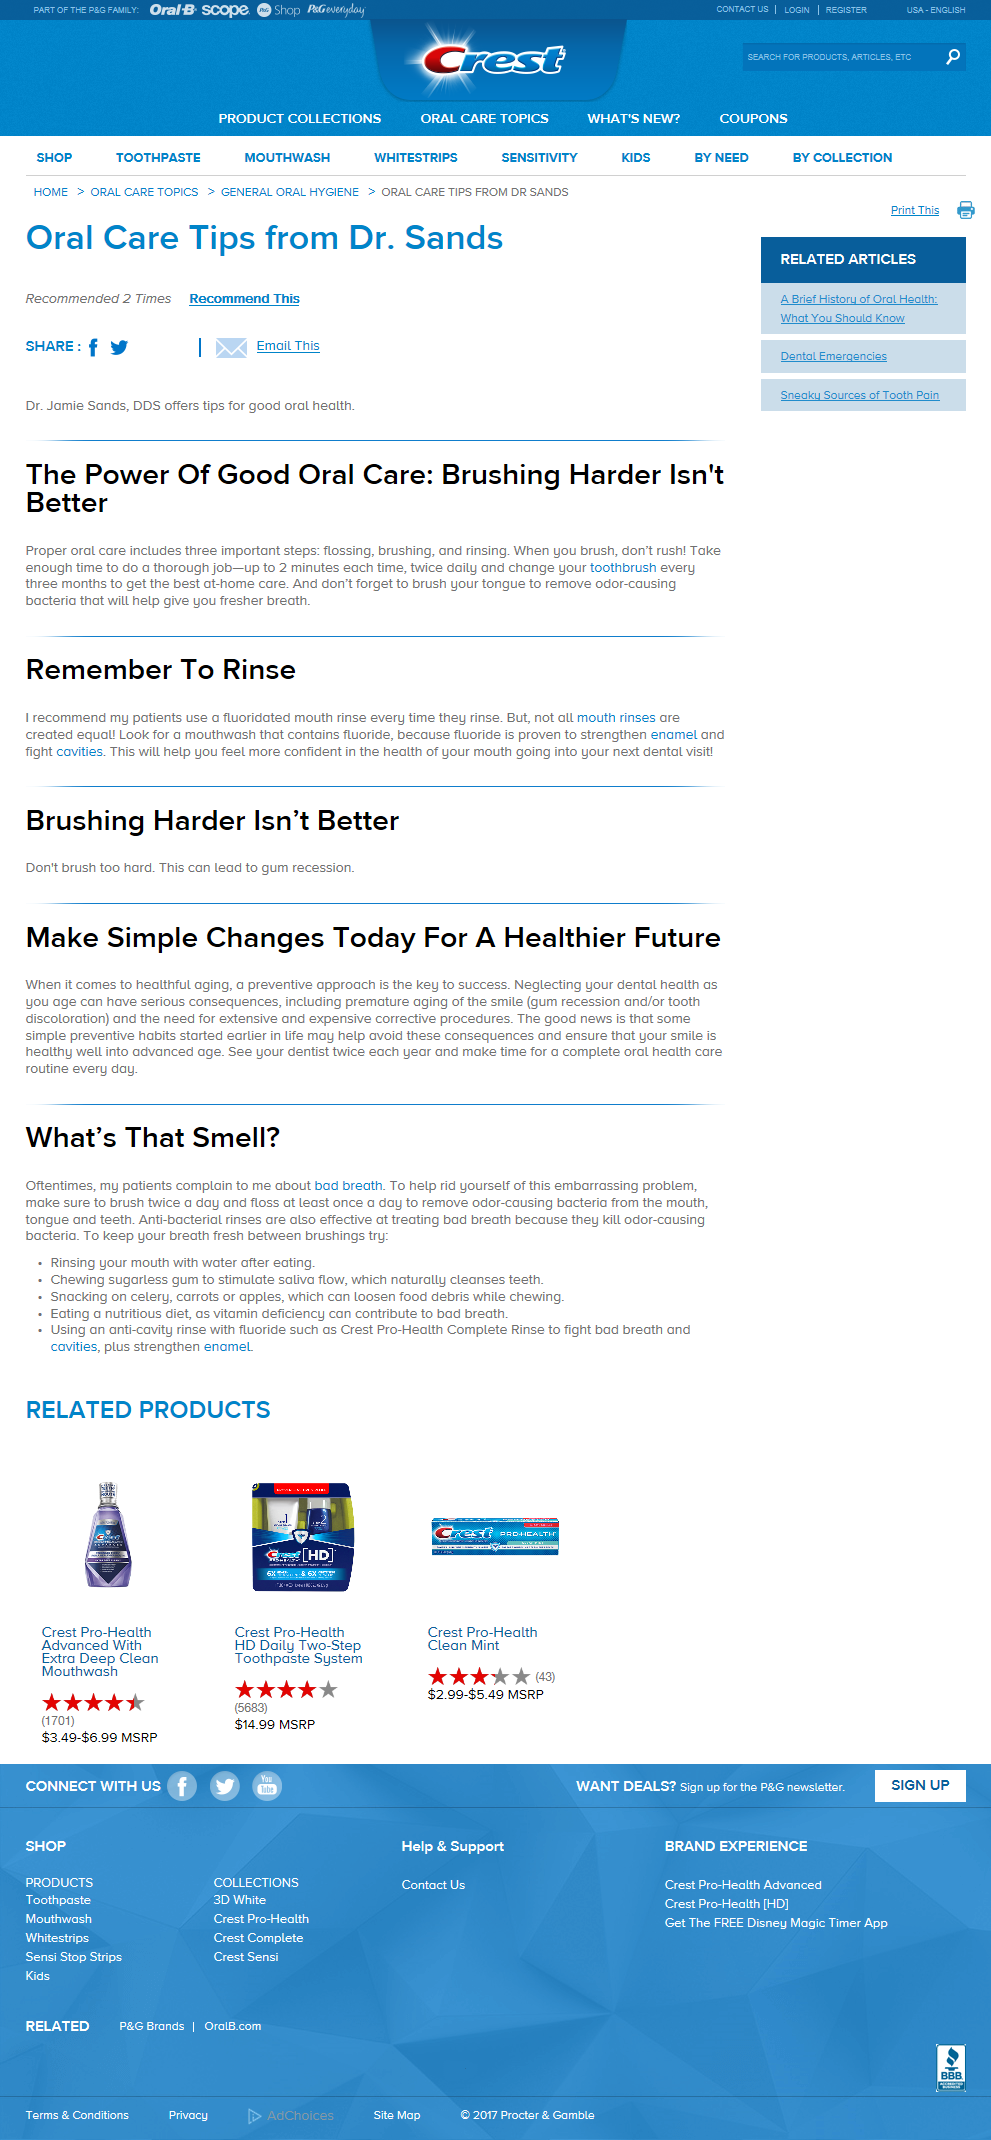 PART OF THE P&G FAMILY: Oral-B scope P&G Shop P&G everyday
CONTACT US | LOGIN | REGISTER USA - ENGLISH
Crest
SEARCH FOR PRODUCTS, ARTICLES, ETC
PRODUCT COLLECTIONS ORAL CARE TOPICS WHAT'S NEW? COUPONS
SHOP TOOTHPASTE MOUTHWASH WHITESTRIPS SENSITIVITY KIDS BY NEED BY COLLECTION
HOME > ORAL CARE TOPICS > GENERAL ORAL HYGIENE > ORAL CARE TIPS FROM DR SANDS
Print This
Oral Care Tips from Dr. Sands
Recommended 2 Times Recommend This
SHARE : | Email This
RELATED ARTICLES
A Brief History of Oral Health:
What You Should Know
Dental Emergencies
Sneaky Sources of Tooth Pain
Dr. Jamie Sands, DDS offers tips for good oral health.
The Power Of Good Oral Care: Brushing Harder Isn't
Better
Proper oral care includes three important steps: flossing, brushing, and rinsing. When you brush, don't rush! Take
enough time to do a thorough job—up to 2 minutes each time, twice daily and change your toothbrush every
three months to get the best at-home care. And don't forget to brush your tongue to remove odor-causing
bacteria that will help give you fresher breath.
Remember To Rinse
I recommend my patients use a fluoridated mouth rinse every time they rinse. But, not all mouth rinses are
created equal! Look for a mouthwash that contains fluoride, because fluoride is proven to strengthen enamel and
fight cavities. This will help you feel more confident in the health of your mouth going into your next dental visit!
Brushing Harder Isn’t Better
Don't brush too hard. This can lead to gum recession.
Make Simple Changes Today For A Healthier Future
When it comes to healthful aging, a preventive approach is the key to success. Neglecting your dental health as
you age can have serious consequences, including premature aging of the smile (gum recession and/or tooth
discoloration) and the need for extensive and expensive corrective procedures. The good news is that some
simple preventive habits started earlier in life may help avoid these consequences and ensure that your smile is
healthy well into advanced age. See your dentist twice each year and make time for a complete oral health care
routine every day.
What’s That Smell?
Oftentimes, my patients complain to me about bad breath. To help rid yourself of this embarrassing problem,
make sure to brush twice a day and floss at least once a day to remove odor-causing bacteria from the mouth,
tongue and teeth. Anti-bacterial rinses are also effective at treating bad breath because they kill odor-causing
bacteria. To keep your breath fresh between brushings try:
• Rinsing your mouth with water after eating.
• Chewing sugarless gum to stimulate saliva flow, which naturally cleanses teeth.
• Snacking on celery, carrots or apples, which can loosen food debris while chewing.
• Eating a nutritious diet, as vitamin deficiency can contribute to bad breath.
• Using an anti-cavity rinse with fluoride such as Crest Pro-Health Complete Rinse to fight bad breath and
cavities, plus strengthen enamel.
RELATED PRODUCTS
Crest
1 2
Crest [HD]
6X & 6X
Crest PRO-HEALTH
Crest Pro-Health
Advanced With
Extra Deep Clean
Mouthwash
(1701)
$3.49-$6.99 MSRP
Crest Pro-Health
HD Daily Two-Step
Toothpaste System
(5683)
$14.99 MSRP
Crest Pro-Health
Clean Mint
(43)
$2.99-$5.49 MSRP
CONNECT WITH US You Tube
WANT DEALS? Sign up for the P&G newsletter. SIGN UP
SHOP
PRODUCTS
Toothpaste
Mouthwash
Whitestrips
Sensi Stop Strips
Kids
COLLECTIONS
3D White
Crest Pro-Health
Crest Complete
Crest Sensi
Help & Support
Contact Us
BRAND EXPERIENCE
Crest Pro-Health Advanced
Crest Pro-Health [HD]
Get The FREE Disney Magic Timer App
RELATED P&G Brands | OralB.com
BBB
ACCREDITED
BUSINESS
Terms & Conditions Privacy AdChoices Site Map © 2017 Procter & Gamble